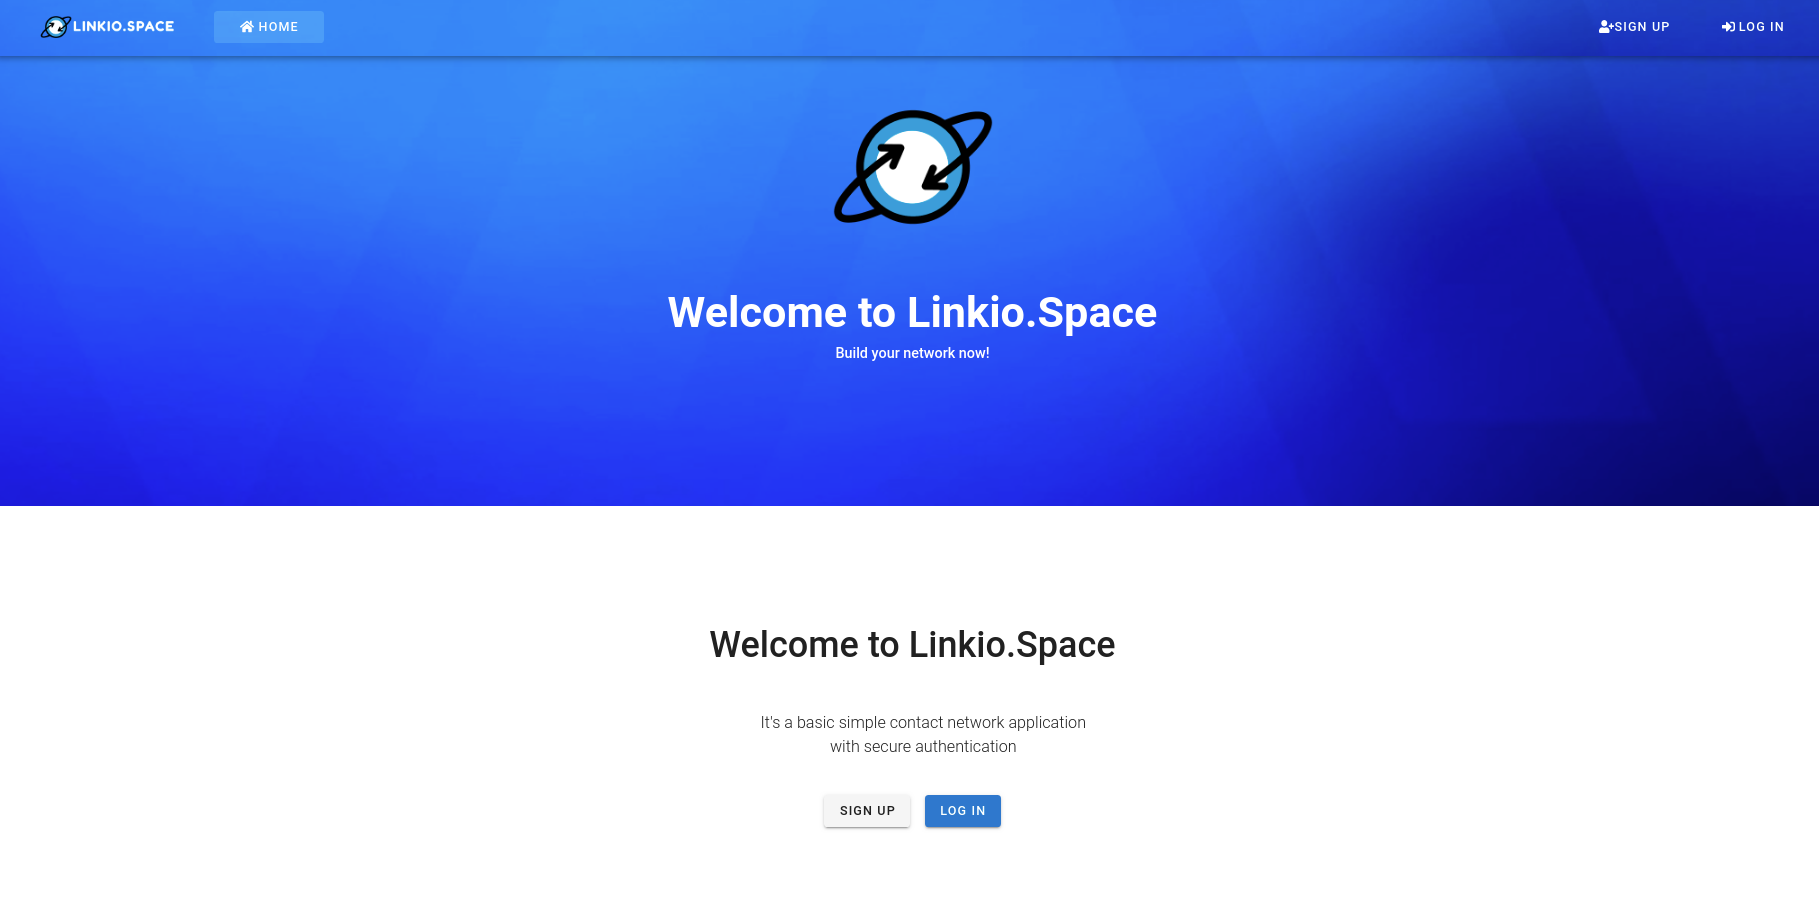 LINKIO.SPACE
HOME
SIGN UP
LOG IN
Welcome to Linkio.Space
Build your network now!
Welcome to Linkio.Space
It's a basic simple contact network application
with secure authentication
SIGN UP
LOG IN